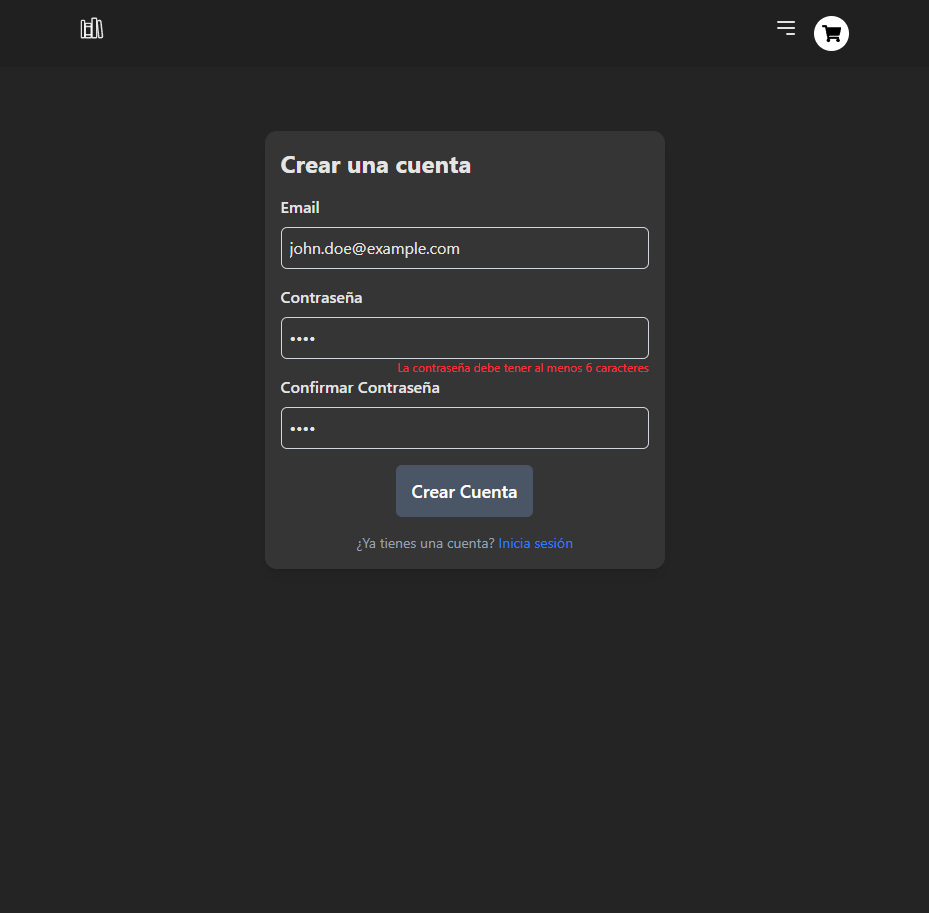 Crear una cuenta
Email
john.doe@example.com
Contraseña
••••
La contraseña debe tener al menos 6 caracteres
Confirmar Contraseña
••••
Crear Cuenta
¿Ya tienes una cuenta? Inicia sesión